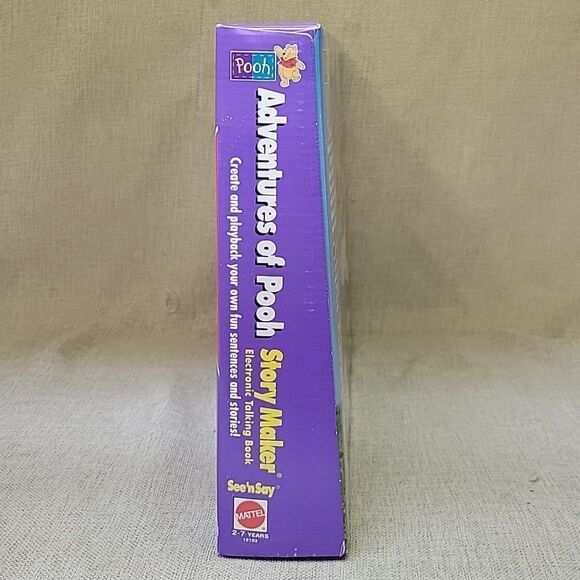 Pooh
Adventures of Pooh Story Maker®
Electronic Talking Book
Create and playback your own fun sentences and stories!
See 'n Say®
MATTEL
2-7 YEARS